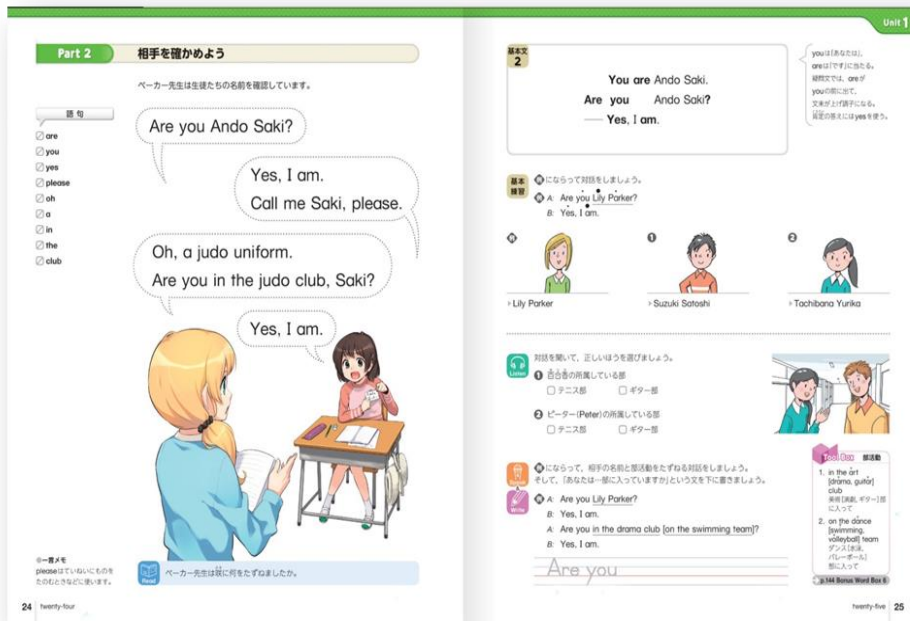 Part 2 相手を確かめよう
ベーカー先生は生徒たちの名前を確認しています。
語句
are
you
yes
please
oh
a
in
the
club
Are you Ando Saki?
Yes, I am.
Call me Saki, please.
Oh, a judo uniform.
Are you in the judo club, Saki?
Yes, I am.
◎一言メモ
pleaseはていねいにものを
たのむときなどに使います。
Read ベーカー先生は咲に何をたずねましたか。
24 twenty-four
Unit 1
基本文
2
You are Ando Saki.
Are you Ando Saki?
— Yes, I am.
youは「あなたは」、
areは「です」に当たる。
疑問文では、areが
youの前に出て、
文末が上げ調子になる。
肯定の答えにはyesを使う。
基本
練習
例にならって対話をしましょう。
例 A: Are you Lily Parker?
B: Yes, I am.
例
❶
❷
Lily Parker
Suzuki Satoshi
Tachibana Yurika
Listen
対話を聞いて、正しいほうを選びましょう。
❶ 百合香の所属している部
□ テニス部 □ ギター部
❷ ピーター(Peter)の所属している部
□ テニス部 □ ギター部
例にならって、相手の名前と部活動をたずねる対話をしましょう。
そして、「あなたは…部に入っていますか」という文を下に書きましょう。
Write
例 A: Are you Lily Parker?
B: Yes, I am.
A: Are you in the drama club [on the swimming team]?
B: Yes, I am.
Are you
Tool Box 部活動
1. in the art
[drama, guitar]
club
美術[演劇、ギター]部
に入って
2. on the dance
[swimming,
volleyball] team
ダンス[水泳、
バレーボール]
部に入って
p.144 Bonus Word Box 6
twenty-five 25